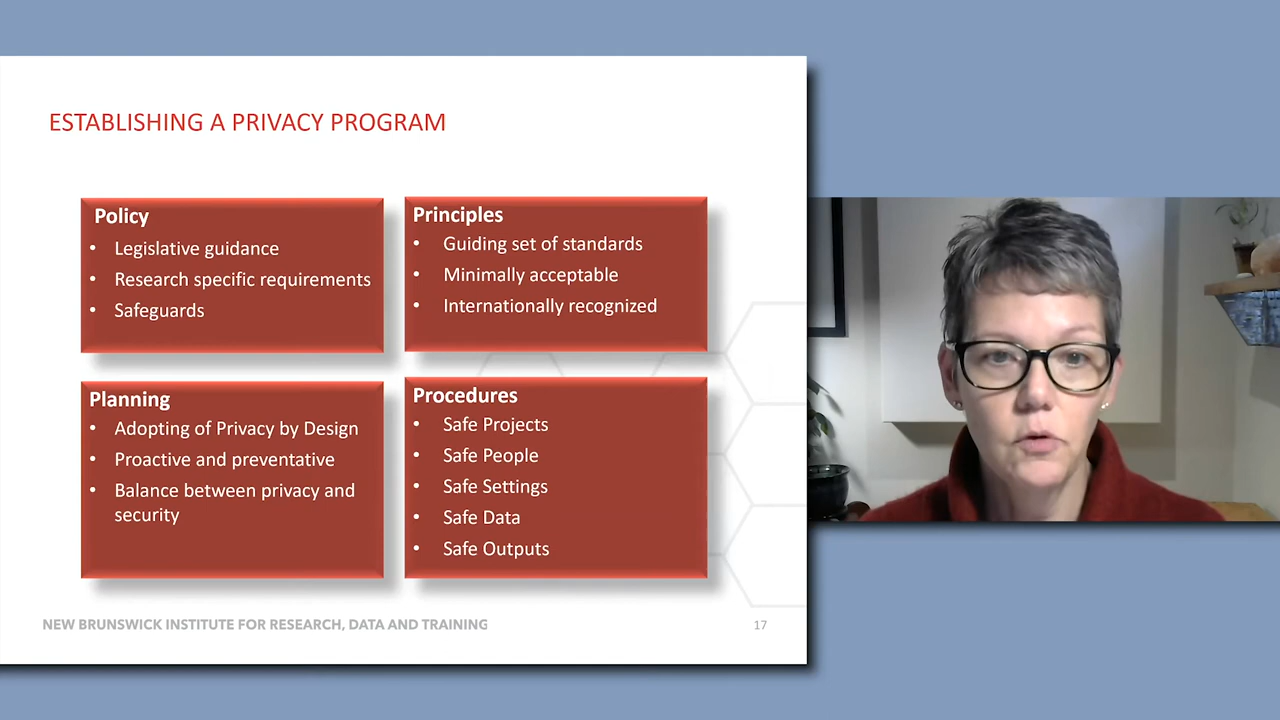 ESTABLISHING A PRIVACY PROGRAM
Policy
• Legislative guidance
• Research specific requirements
• Safeguards
Principles
• Guiding set of standards
• Minimally acceptable
• Internationally recognized
Planning
• Adopting of Privacy by Design
• Proactive and preventative
• Balance between privacy and
security
Procedures
• Safe Projects
• Safe People
• Safe Settings
• Safe Data
• Safe Outputs
NEW BRUNSWICK INSTITUTE FOR RESEARCH, DATA AND TRAINING
17